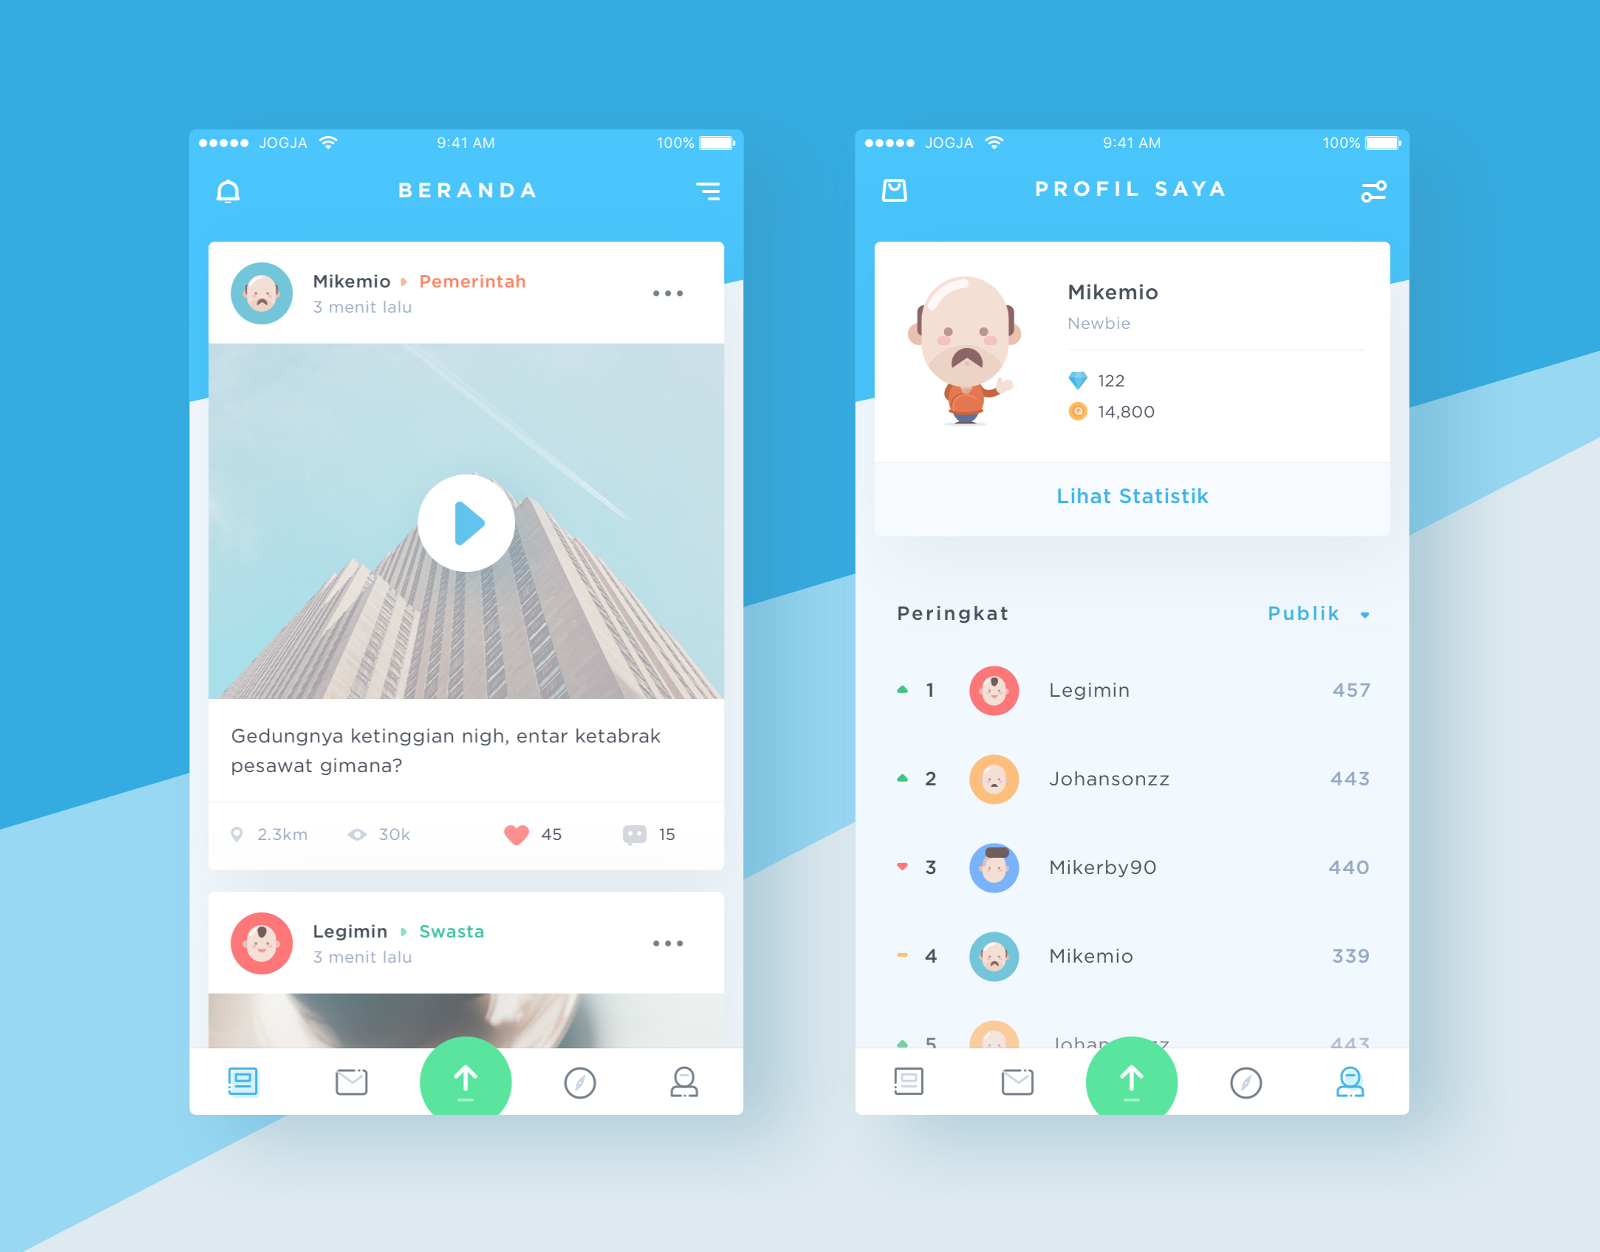 JOGJA 9:41 AM 100%
BERANDA
Mikemio Pemerintah
3 menit lalu
Gedungnya ketinggian nigh, entar ketabrak
pesawat gimana?
2.3km 30k 45 15
Legimin Swasta
3 menit lalu
JOGJA 9:41 AM 100%
PROFIL SAYA
Mikemio
Newbie
122
14,800
Lihat Statistik
Peringkat Publik
1 Legimin 457
2 Johansonzz 443
3 Mikerby90 440
4 Mikemio 339
5 443